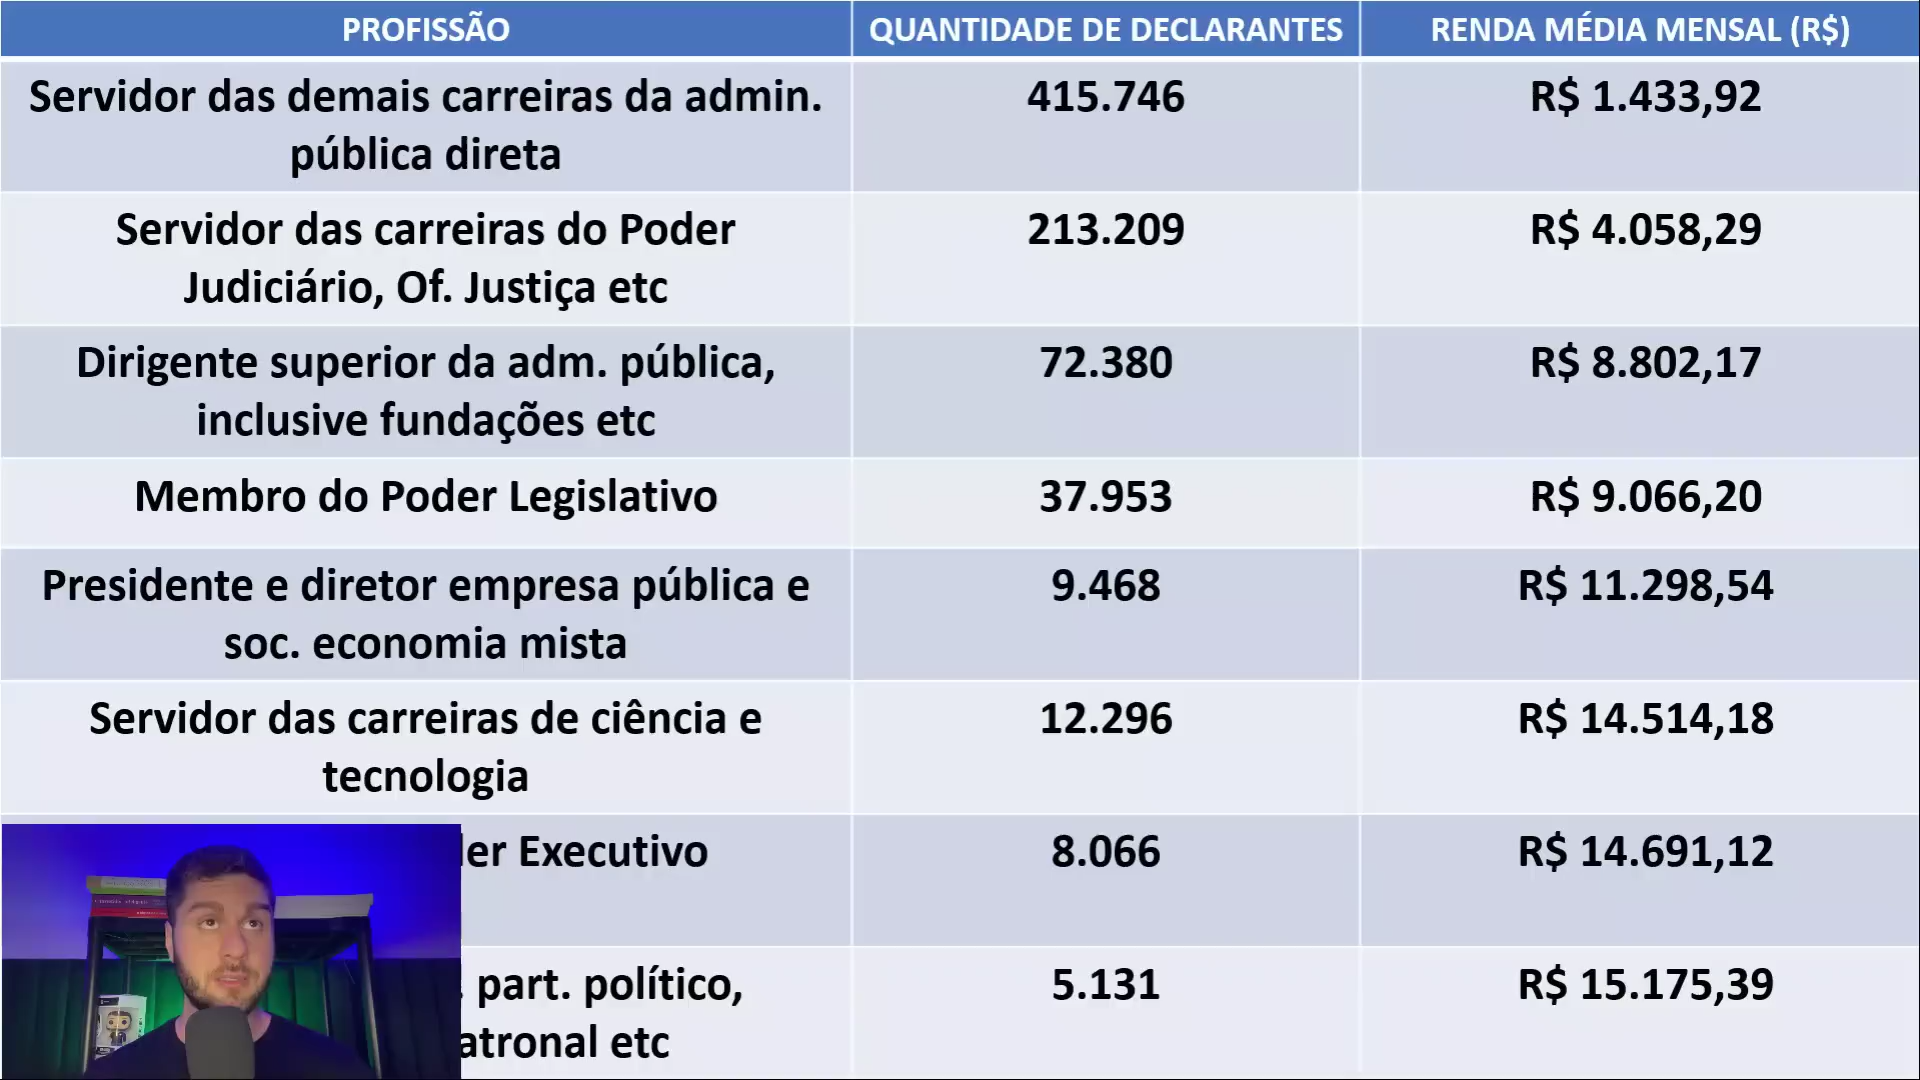 PROFISSÃO QUANTIDADE DE DECLARANTES RENDA MÉDIA MENSAL (R$)
Servidor das demais carreiras da admin. 415.746 R$ 1.433,92
pública direta
Servidor das carreiras do Poder 213.209 R$ 4.058,29
Judiciário, Of. Justiça etc
Dirigente superior da adm. pública, 72.380 R$ 8.802,17
inclusive fundações etc
Membro do Poder Legislativo 37.953 R$ 9.066,20
Presidente e diretor empresa pública e 9.468 R$ 11.298,54
soc. economia mista
Servidor das carreiras de ciência e 12.296 R$ 14.514,18
tecnologia
der Executivo 8.066 R$ 14.691,12
. part. político, 5.131 R$ 15.175,39
atronal etc